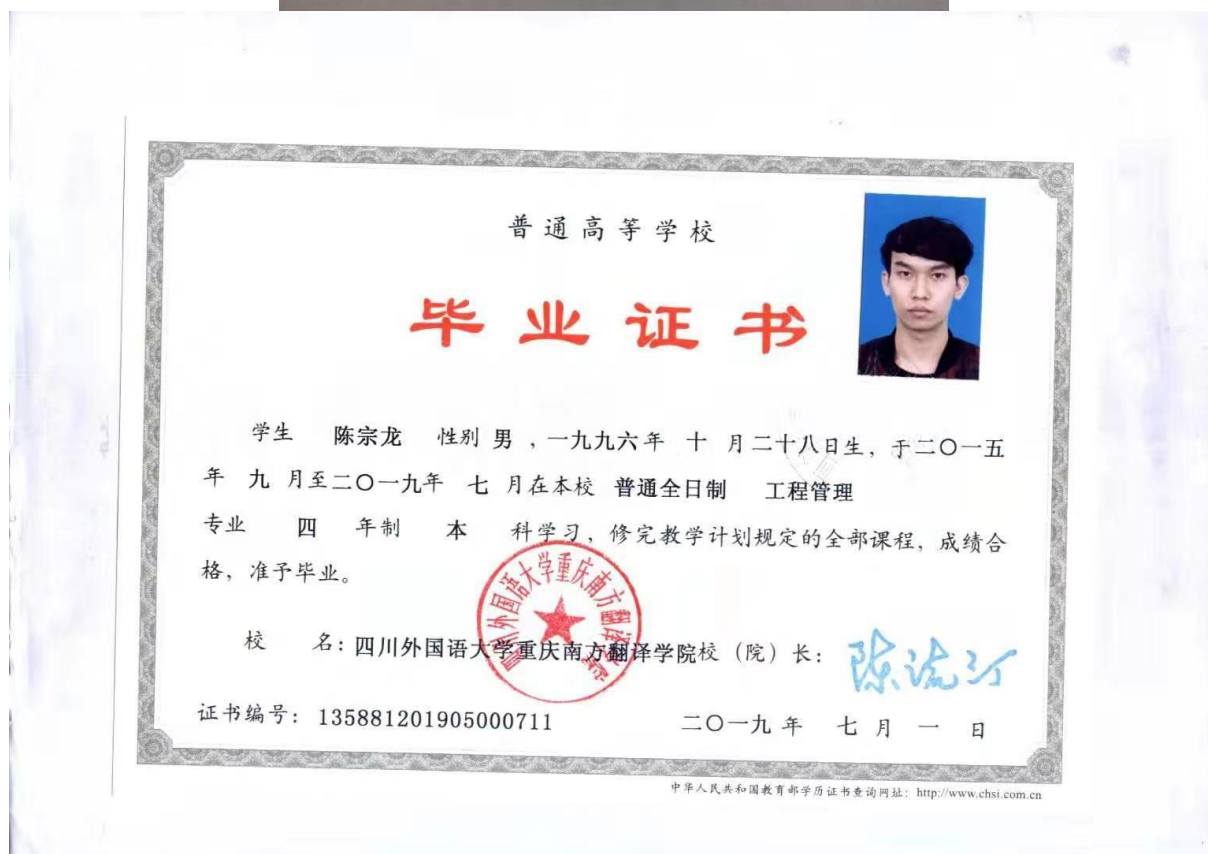 普通高等学校
毕业证书
学生 陈宗龙 性别 男 ，一九九六年 十 月二十八日生，于二〇一五
年 九 月至二〇一九年 七 月在本校 普通全日制 工程管理
专业 四 年制 本 科学习，修完教学计划规定的全部课程，成绩合
格，准予毕业。
四川外国语大学重庆南方翻译学院
校 名：四川外国语大学重庆南方翻译学院校（院）长：
证书编号：135881201905000711 二〇一九年 七 月 一 日
中华人民共和国教育部学历证书查询网址：http://www.chsi.com.cn